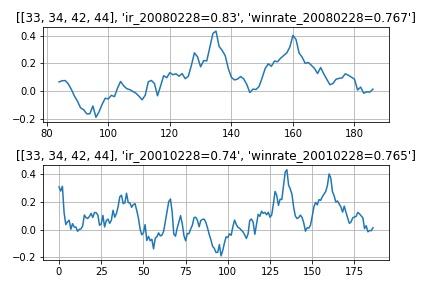 [[33, 34, 42, 44], 'ir_20080228=0.83', 'winrate_20080228=0.767']
0.4
0.2
0.0
−0.2
80 100 120 140 160 180
[[33, 34, 42, 44], 'ir_20010228=0.74', 'winrate_20010228=0.765']
0.4
0.2
0.0
−0.2
0 25 50 75 100 125 150 175